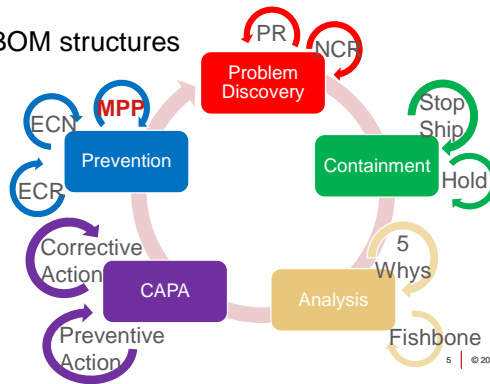 BOM structures
PR
NCR
Problem
Discovery
MPP
ECN
ECR
Prevention
Stop
Ship
Containment
Hold
Corrective
Action
CAPA
Preventive
Action
5
Whys
Analysis
Fishbone
5 | © 20